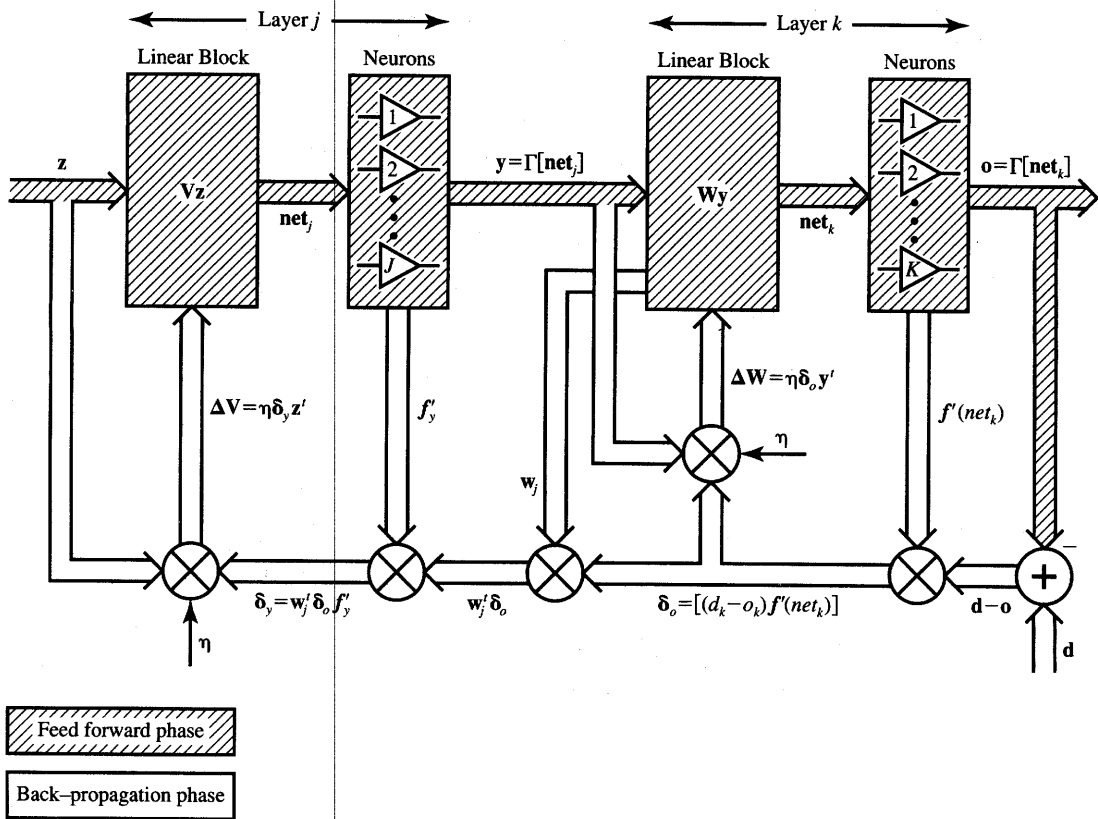 Layer j
Layer k
Linear Block
Neurons
Linear Block
Neurons
1
1
z
2
y=Γ[net_j]
2
o=Γ[net_k]
Vz
Wy
net_j
net_k
J
K
ΔV=ηδ_y z^t
f'_y
ΔW=ηδ_o y^t
f'(net_k)
η
w_j
−
+
δ_y=w_j^t δ_o f'_y
w_j^t δ_o
δ_o=[(d_k−o_k)f'(net_k)]
d−o
η
d
Feed forward phase
Back–propagation phase